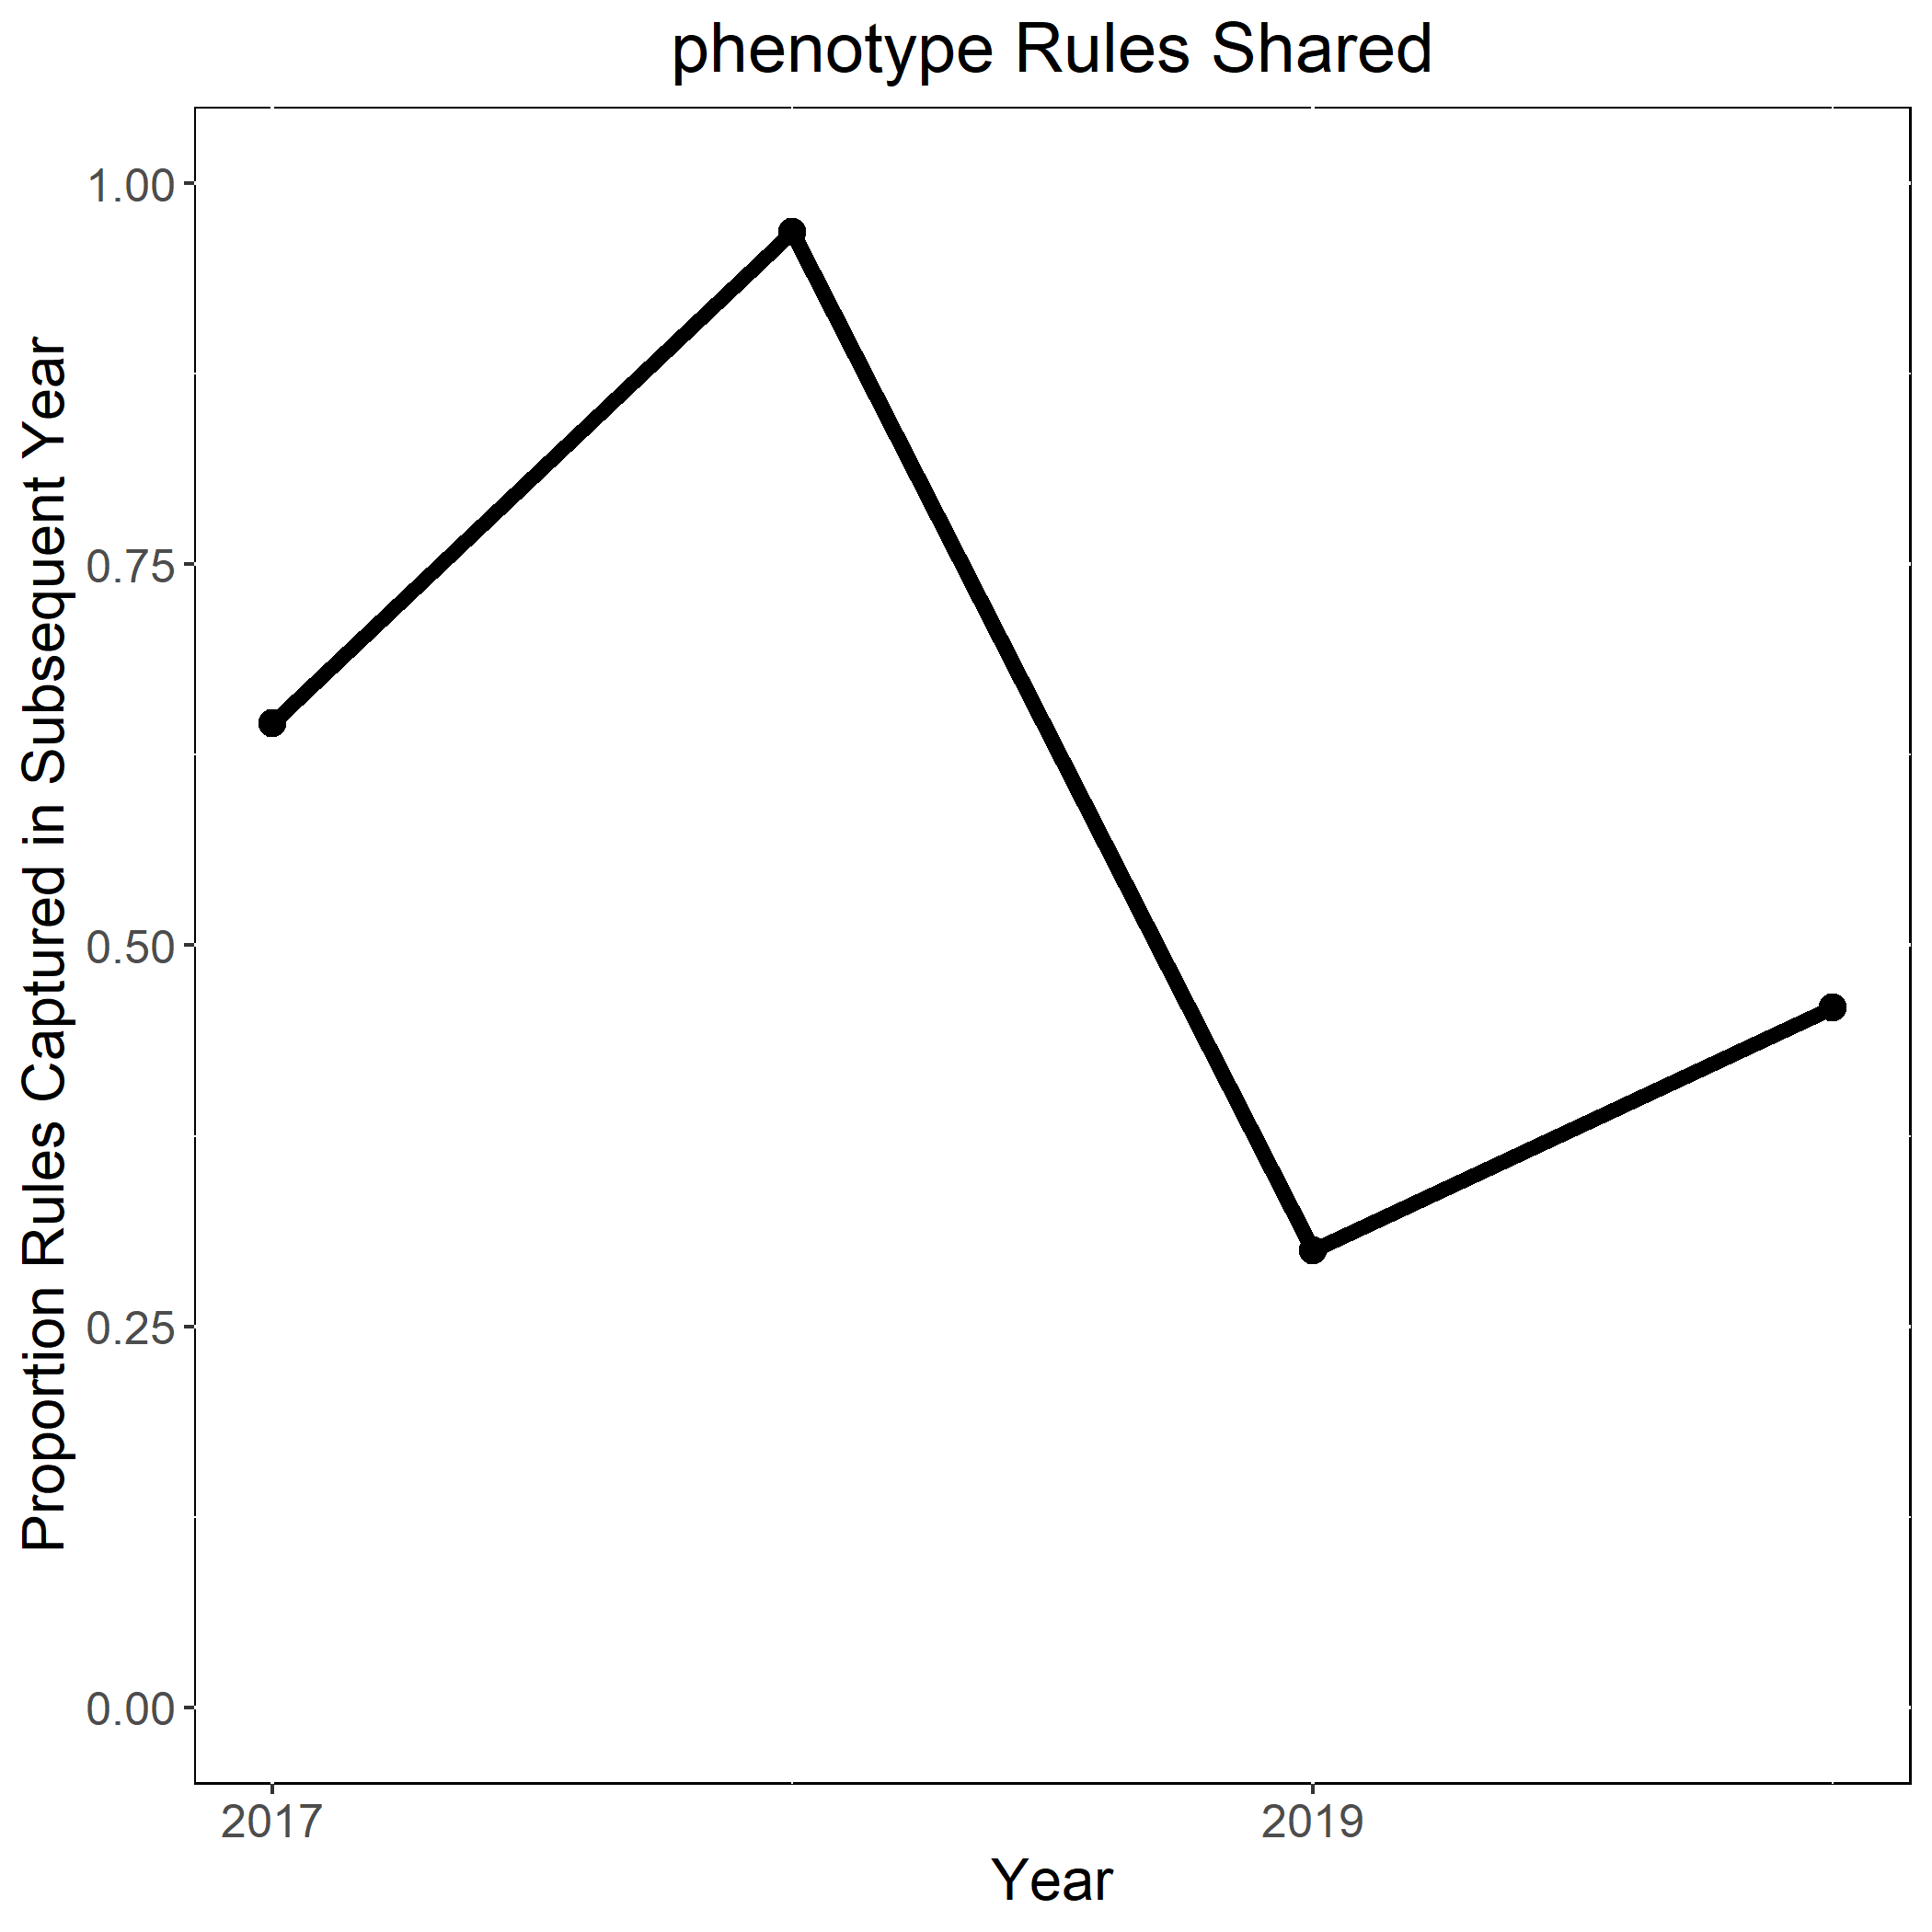 phenotype Rules Shared
Proportion Rules Captured in Subsequent Year
1.00
0.75
0.50
0.25
0.00
2017
2019
Year